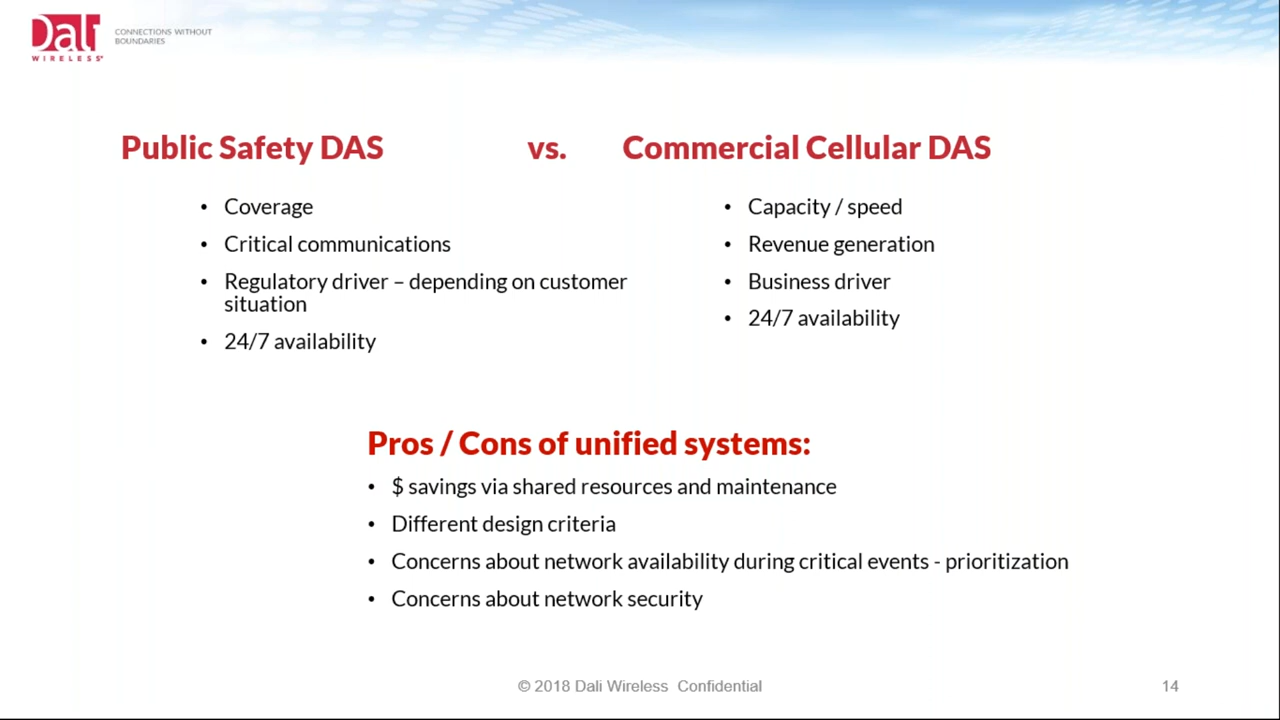 Dali
WIRELESS
CONNECTIONS WITHOUT
BOUNDARIES
Public Safety DAS vs. Commercial Cellular DAS
• Coverage
• Critical communications
• Regulatory driver – depending on customer
situation
• 24/7 availability
• Capacity / speed
• Revenue generation
• Business driver
• 24/7 availability
Pros / Cons of unified systems:
• $ savings via shared resources and maintenance
• Different design criteria
• Concerns about network availability during critical events - prioritization
• Concerns about network security
© 2018 Dali Wireless Confidential
14